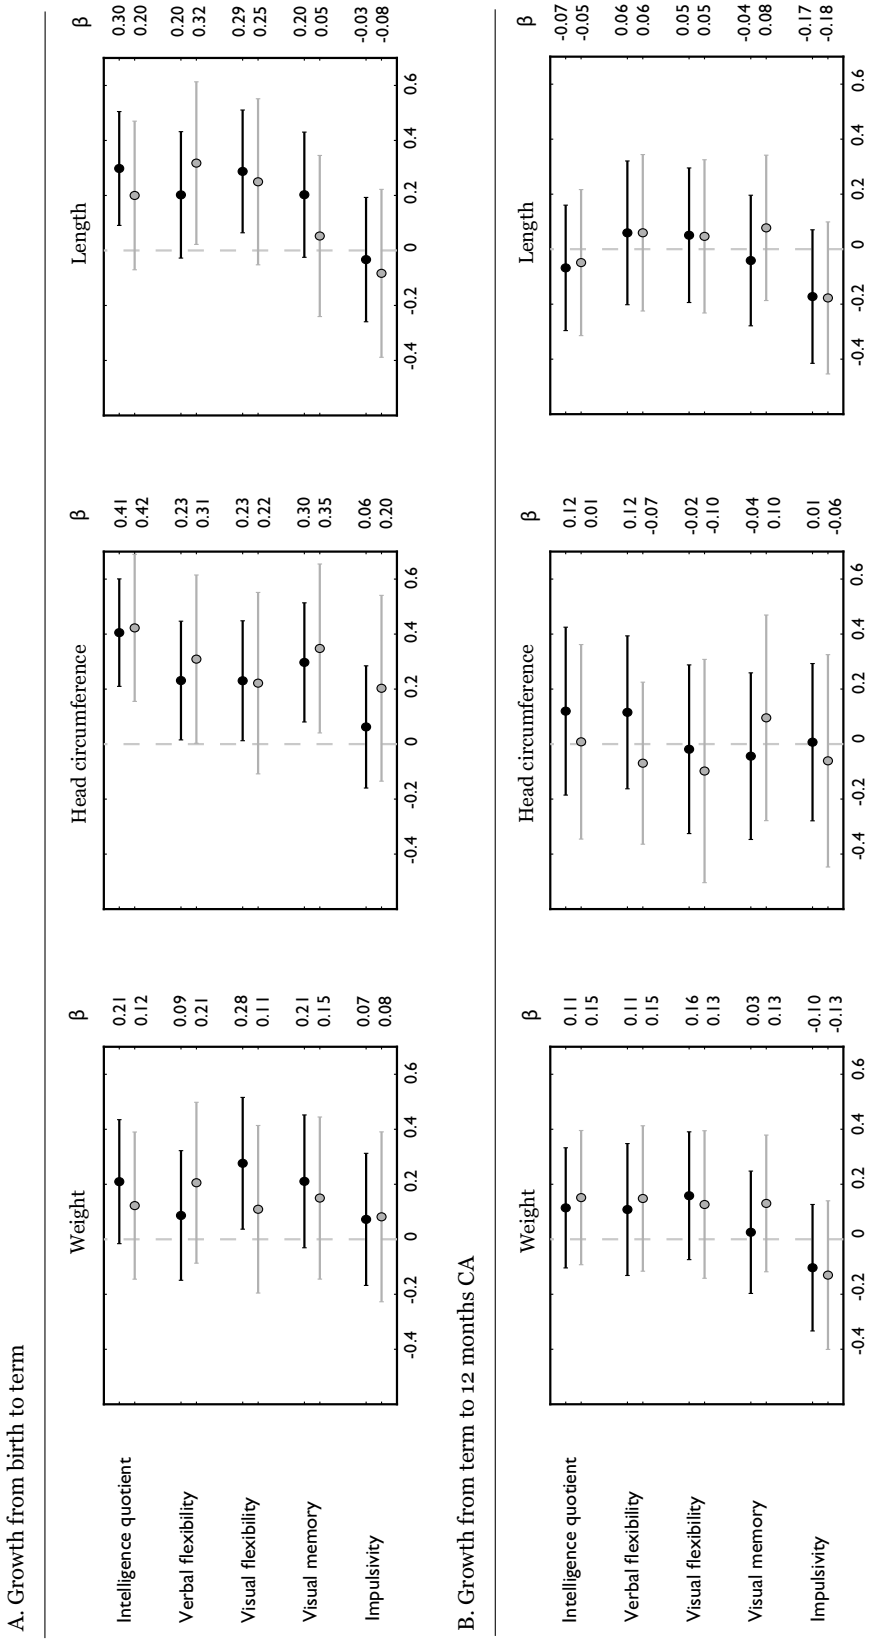 A. Growth from birth to term
Weight β Head circumference β Length β
Intelligence quotient 0.21 0.41 0.30
0.12 0.42 0.20
Verbal flexibility 0.09 0.23 0.20
0.21 0.31 0.32
Visual flexibility 0.28 0.23 0.29
0.11 0.22 0.25
Visual memory 0.21 0.30 0.20
0.15 0.35 0.05
Impulsivity 0.07 0.06 -0.03
0.08 0.20 -0.08
-0.4 -0.2 0 0.2 0.4 0.6 -0.4 -0.2 0 0.2 0.4 0.6 -0.4 -0.2 0 0.2 0.4 0.6
B. Growth from term to 12 months CA
Weight β Head circumference β Length β
Intelligence quotient 0.11 0.12 -0.07
0.15 0.01 -0.05
Verbal flexibility 0.11 0.12 0.06
0.15 -0.07 0.06
Visual flexibility 0.16 -0.02 0.05
0.13 -0.10 0.05
Visual memory 0.03 -0.04 -0.04
0.13 0.10 0.08
Impulsivity -0.10 0.01 -0.17
-0.13 -0.06 -0.18
-0.4 -0.2 0 0.2 0.4 0.6 -0.4 -0.2 0 0.2 0.4 0.6 -0.4 -0.2 0 0.2 0.4 0.6